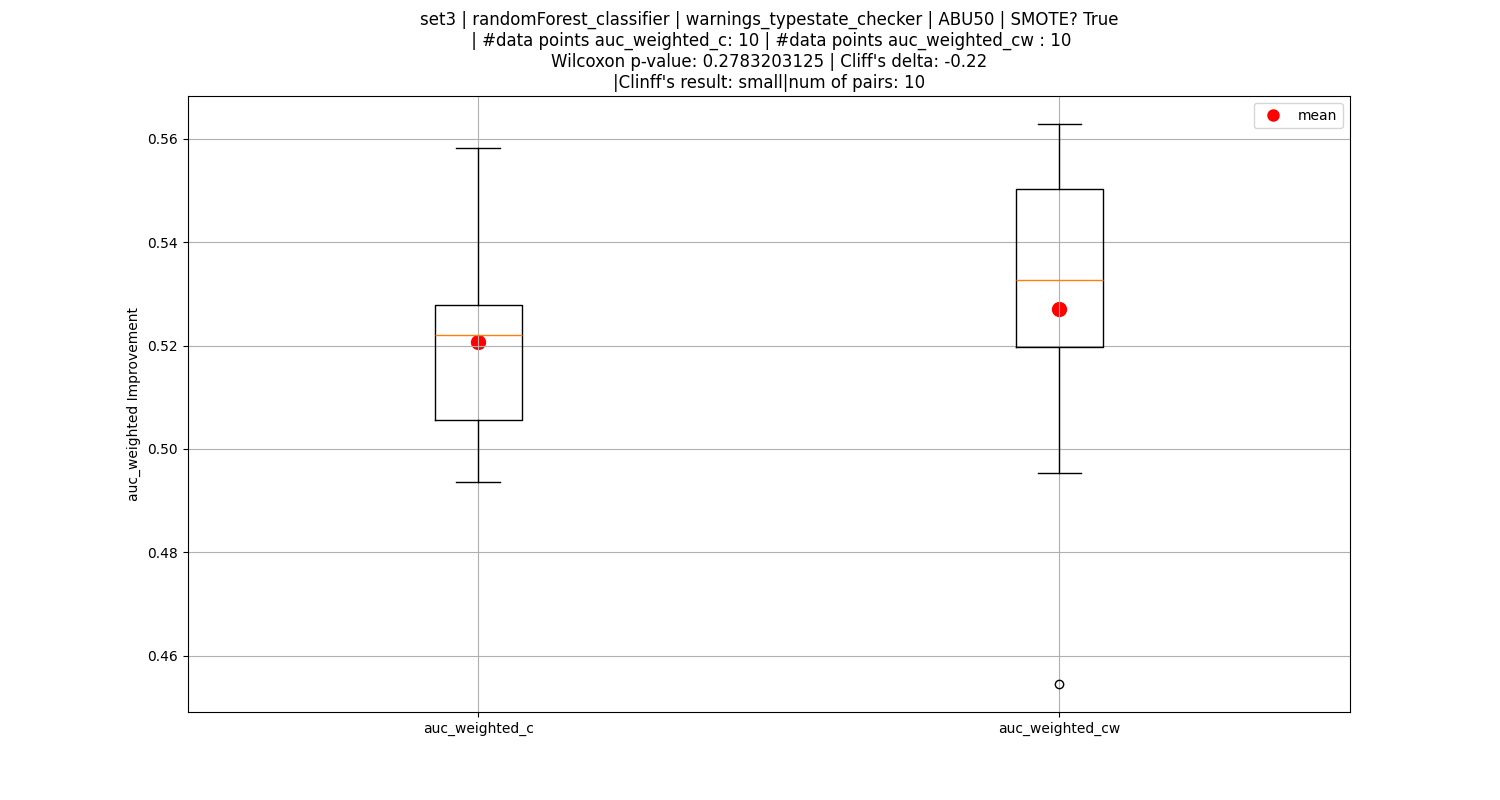 set3 | randomForest_classifier | warnings_typestate_checker | ABU50 | SMOTE? True
| #data points auc_weighted_c: 10 | #data points auc_weighted_cw : 10
Wilcoxon p-value: 0.2783203125 | Cliff's delta: -0.22
|Clinff's result: small|num of pairs: 10
mean
0.56
0.54
0.52
0.50
0.48
0.46
auc_weighted Improvement
auc_weighted_c
auc_weighted_cw